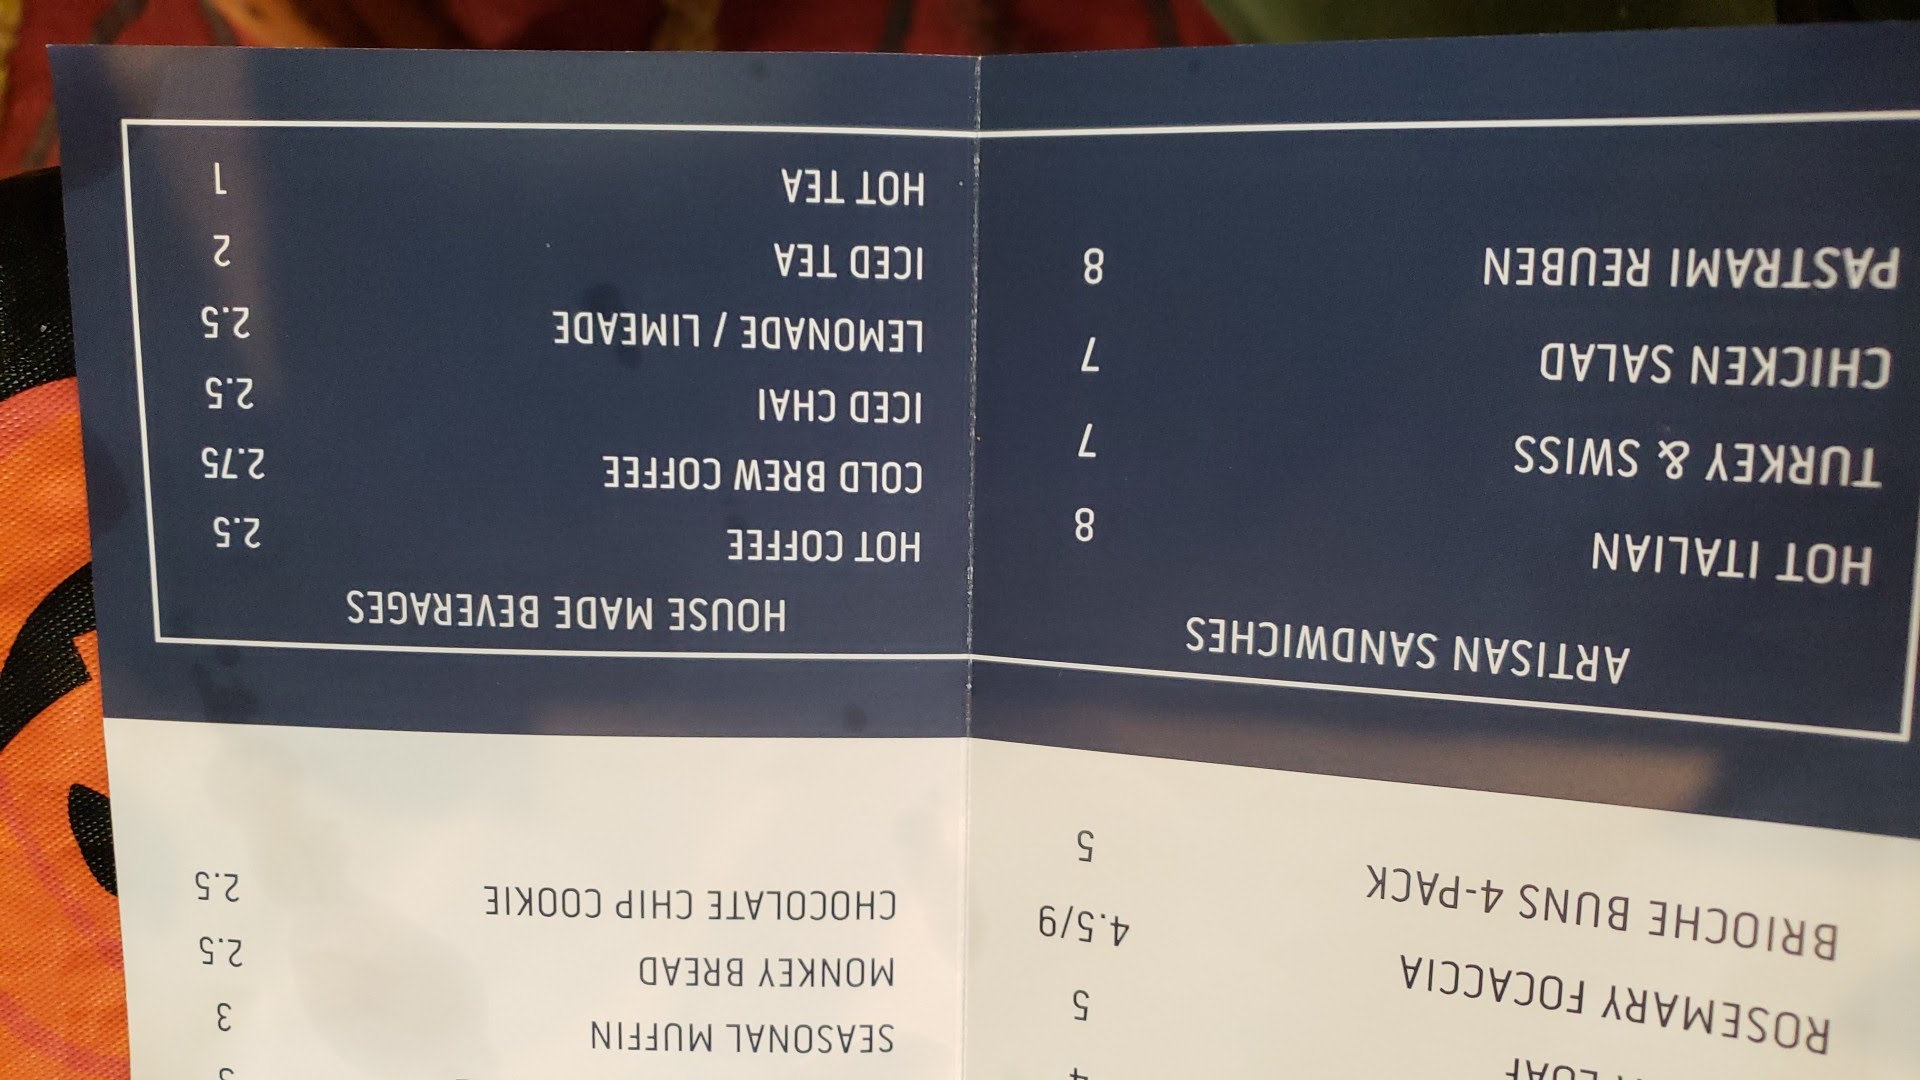 LOAF 5
ROSEMARY FOCACCIA 4.5/9
BRIOCHE BUNS 4-PACK 5
ARTISAN SANDWICHES
HOT ITALIAN 8
TURKEY & SWISS 7
CHICKEN SALAD 7
PASTRAMI REUBEN 8
SEASONAL MUFFIN 3
MONKEY BREAD 2.5
CHOCOLATE CHIP COOKIE 2.5
HOUSE MADE BEVERAGES
HOT COFFEE 2.5
COLD BREW COFFEE 2.75
ICED CHAI 2.5
LEMONADE / LIMEADE 2.5
ICED TEA 2
HOT TEA 1